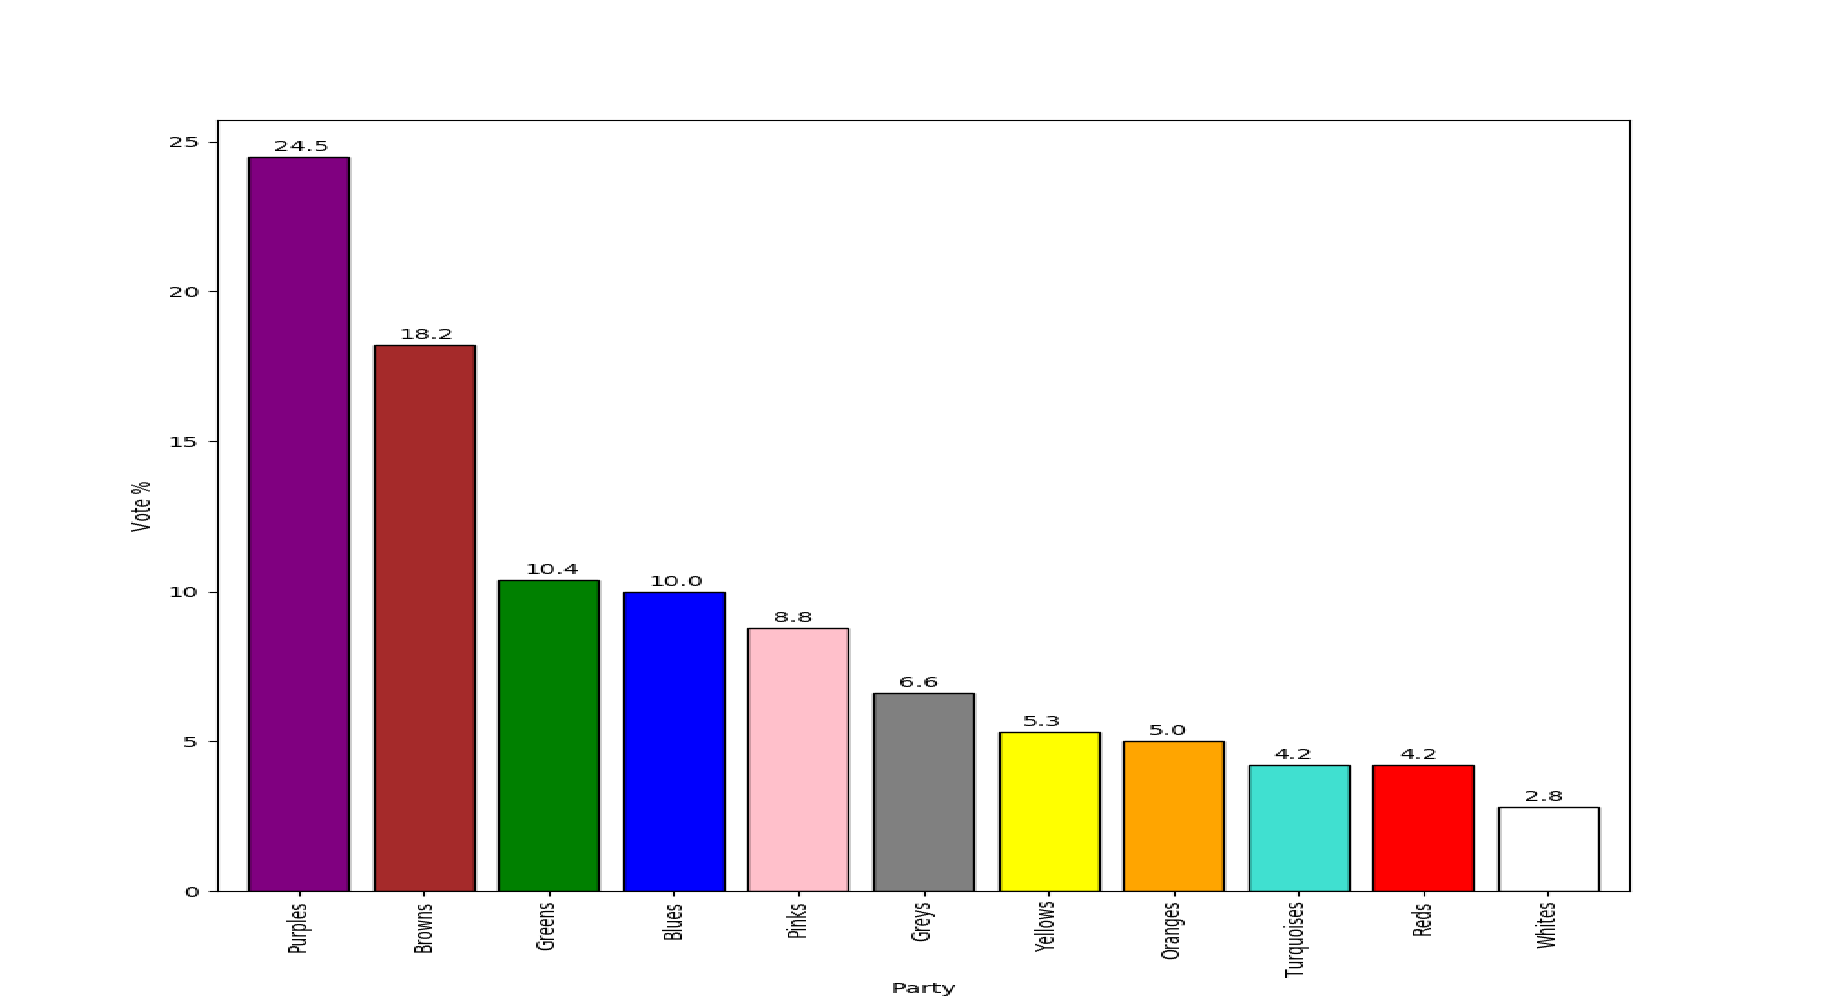 25
20
15
10
5
0
Vote %
24.5
18.2
10.4
10.0
8.8
6.6
5.3
5.0
4.2
4.2
2.8
Purples
Browns
Greens
Blues
Pinks
Greys
Yellows
Oranges
Turquoises
Reds
Whites
Party